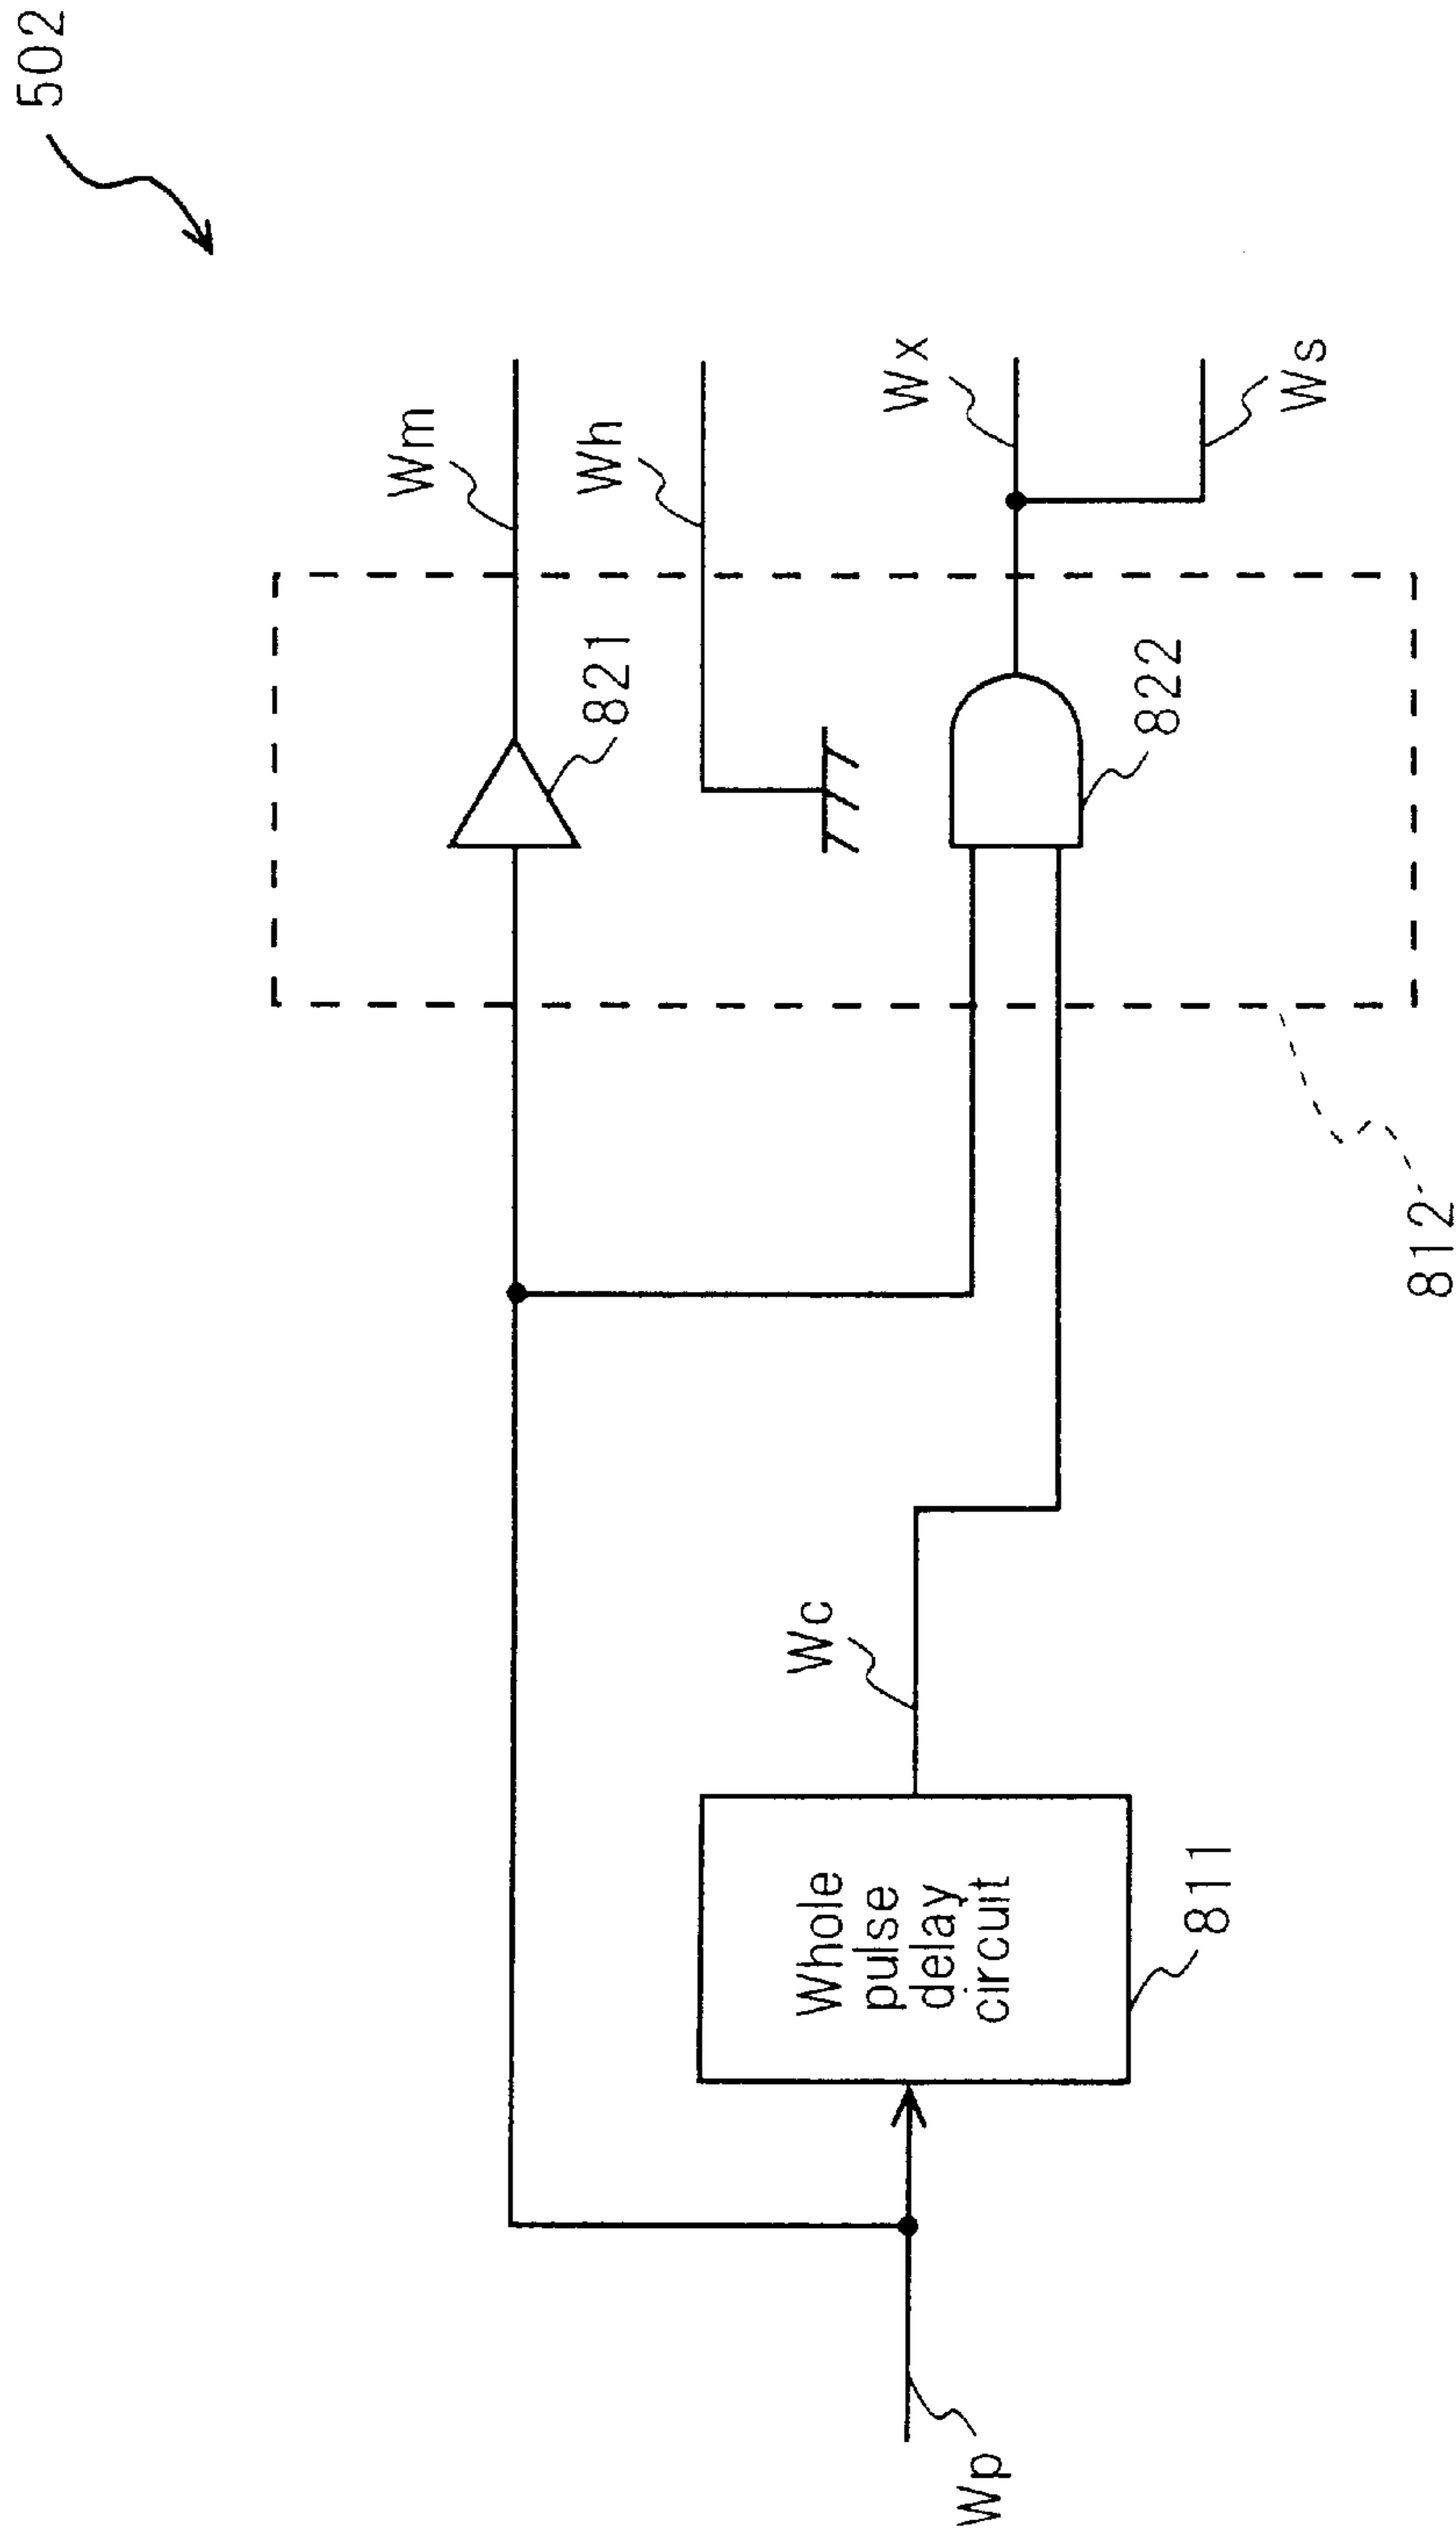 502
Wm
Wh
Wx
Ws
821
822
812
Wc
Whole
pulse
delay
circuit
811
Wp